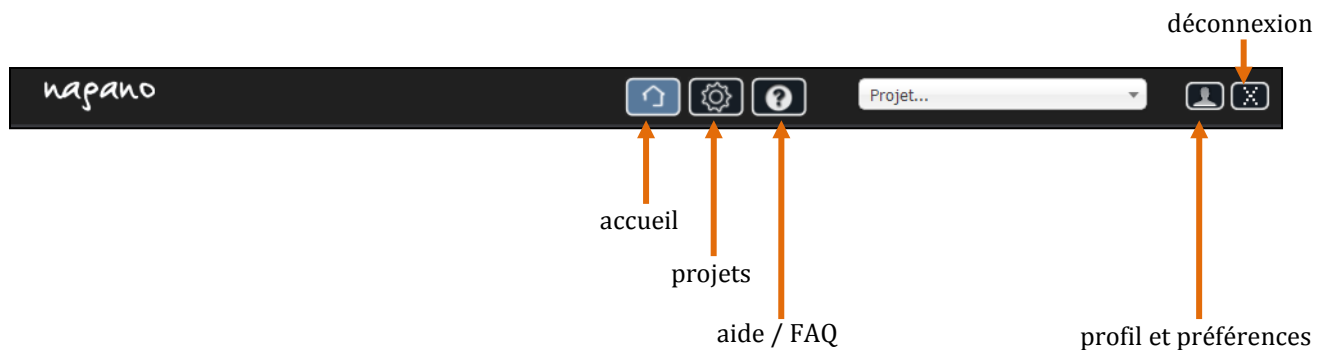 déconnexion
napano
?
Projet...
X
accueil
projets
aide / FAQ
profil et préférences